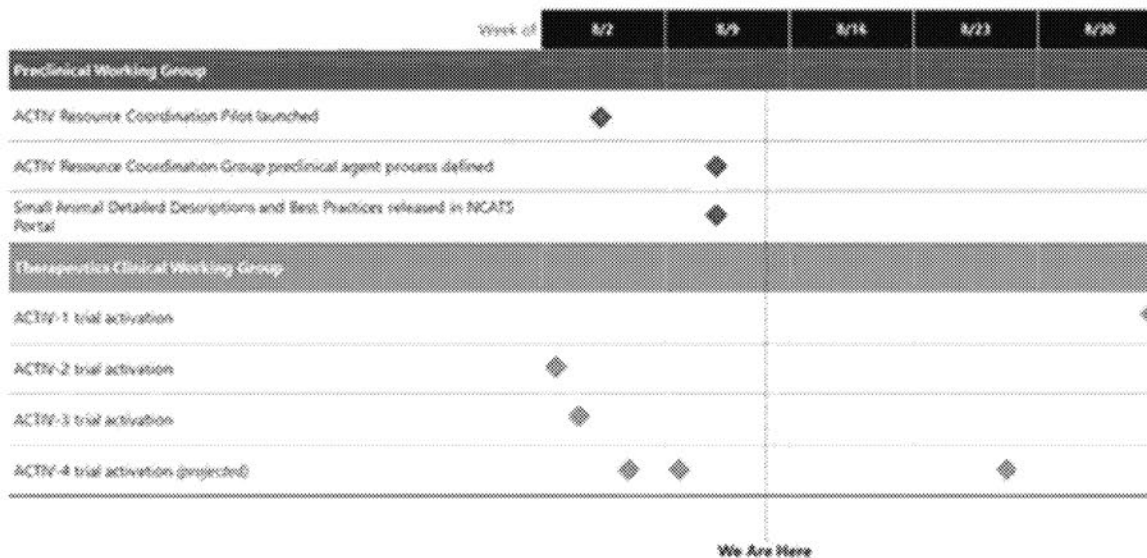 Week of 8/2 8/9 8/16 8/23 8/30
Preclinical Working Group
ACTIV Resource Coordination Pilot launched
ACTIV Resource Coordination Group preclinical agent process defined
Small Animal Detailed Descriptions and Best Practices released in NCATS
Portal
Therapeutics Clinical Working Group
ACTIV-1 trial activation
ACTIV-2 trial activation
ACTIV-3 trial activation
ACTIV-4 trial activation (projected)
We Are Here